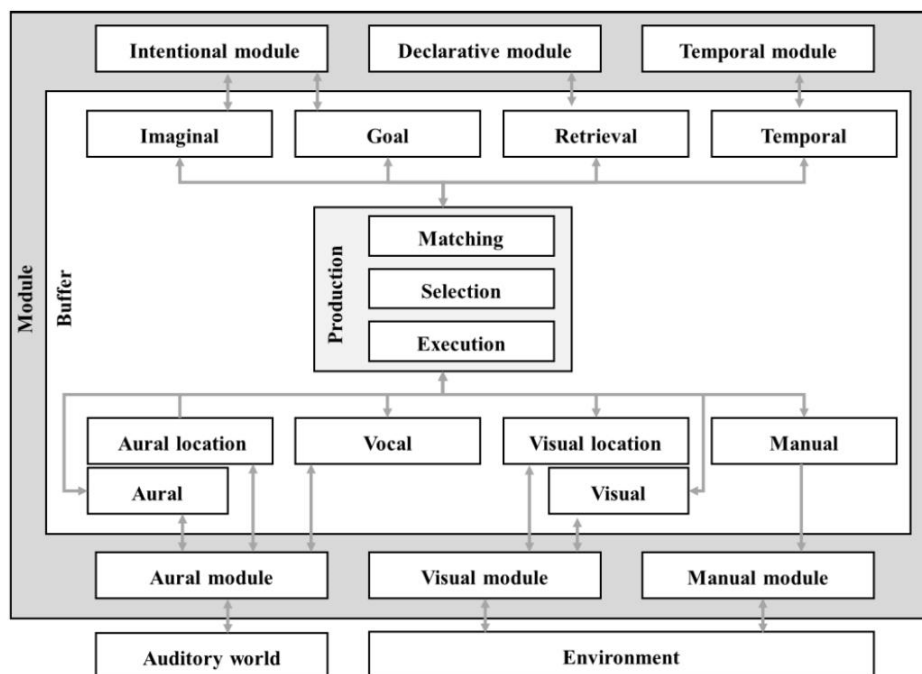 Intentional module
Declarative module
Temporal module
Imaginal
Goal
Retrieval
Temporal
Module
Buffer
Production
Matching
Selection
Execution
Aural location
Vocal
Visual location
Manual
Aural
Visual
Aural module
Visual module
Manual module
Auditory world
Environment